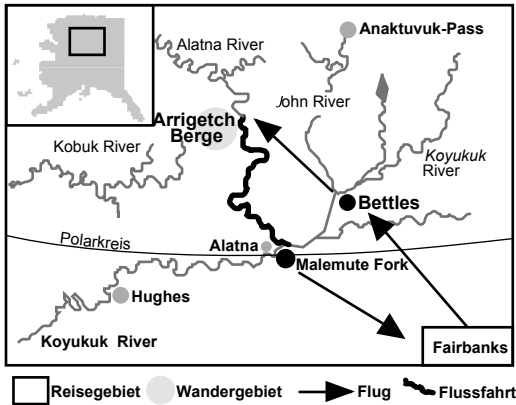 Anaktuvuk-Pass
Alatna River
John River
Arrigetch
Berge
Kobuk River
Koyukuk
River
Bettles
Polarkreis
Alatna
Malemute Fork
Hughes
Koyukuk River
Fairbanks
Reisegebiet
Wandergebiet
Flug
Flussfahrt